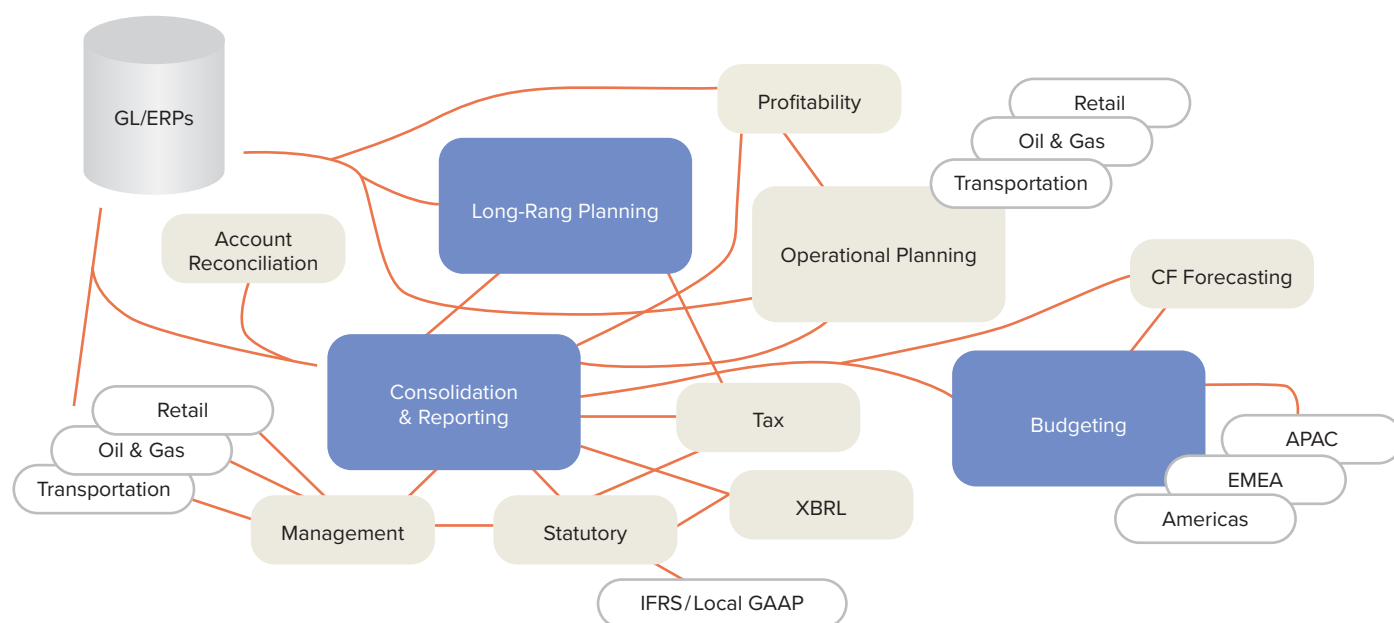 GL/ERPs
Profitability
Retail
Oil & Gas
Transportation
Long-Rang Planning
Account
Reconciliation
Operational Planning
CF Forecasting
Consolidation
& Reporting
Retail
Oil & Gas
Transportation
Tax
Budgeting
APAC
EMEA
Americas
XBRL
Management
Statutory
IFRS/Local GAAP